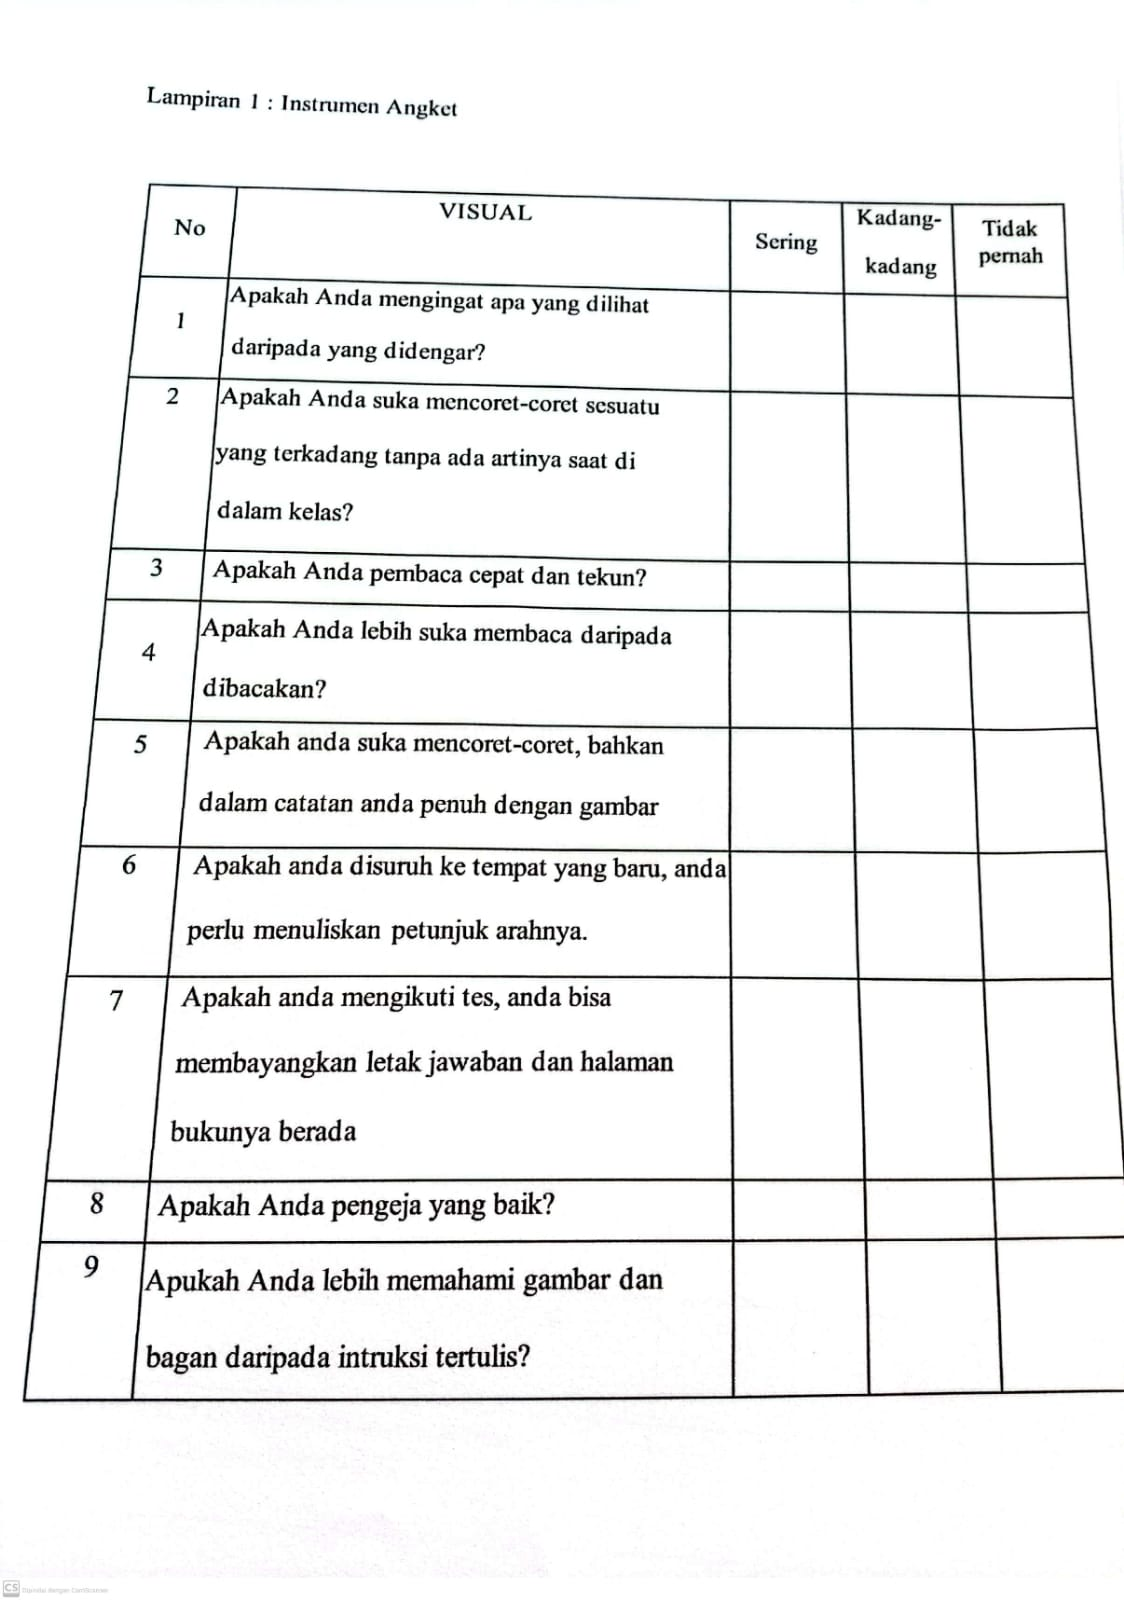 Lampiran 1 : Instrumen Angket
No
VISUAL
Sering
Kadang-
kadang
Tidak
pernah
1
Apakah Anda mengingat apa yang dilihat
daripada yang didengar?
2
Apakah Anda suka mencoret-coret sesuatu
yang terkadang tanpa ada artinya saat di
dalam kelas?
3
Apakah Anda pembaca cepat dan tekun?
4
Apakah Anda lebih suka membaca daripada
dibacakan?
5
Apakah anda suka mencoret-coret, bahkan
dalam catatan anda penuh dengan gambar
6
Apakah anda disuruh ke tempat yang baru, anda
perlu menuliskan petunjuk arahnya.
7
Apakah anda mengikuti tes, anda bisa
membayangkan letak jawaban dan halaman
bukunya berada
8
Apakah Anda pengeja yang baik?
9
Apukah Anda lebih memahami gambar dan
bagan daripada intruksi tertulis?
CS Dipindai dengan CamScanner